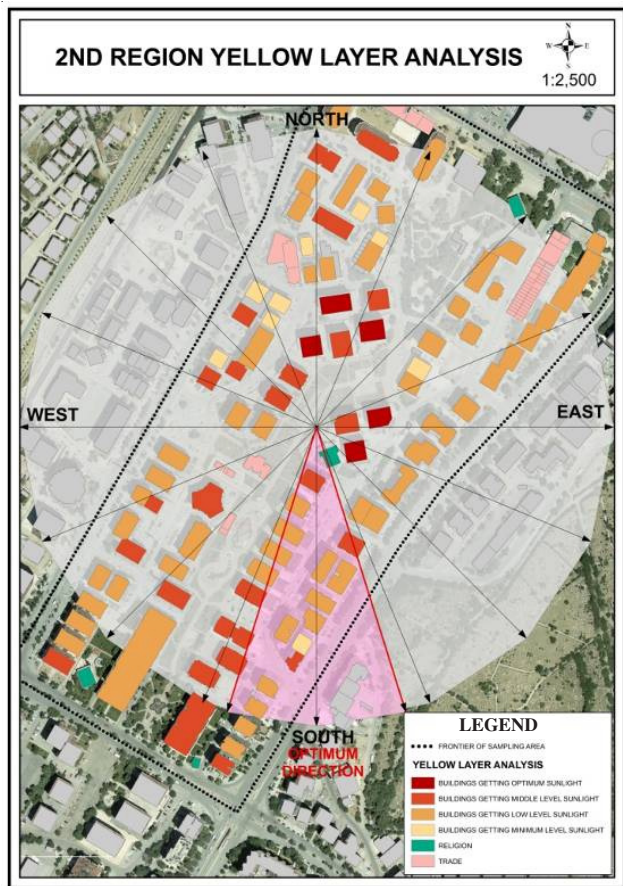 2ND REGION YELLOW LAYER ANALYSIS
N
W E
S
1:2,500
NORTH
WEST
EAST
SOUTH
OPTIMUM
DIRECTION
LEGEND
FRONTIER OF SAMPLING AREA
YELLOW LAYER ANALYSIS
BUILDINGS GETTING OPTIMUM SUNLIGHT
BUILDINGS GETTING MIDDLE LEVEL SUNLIGHT
BUILDINGS GETTING LOW LEVEL SUNLIGHT
BUILDINGS GETTING MINIMUM LEVEL SUNLIGHT
RELIGION
TRADE